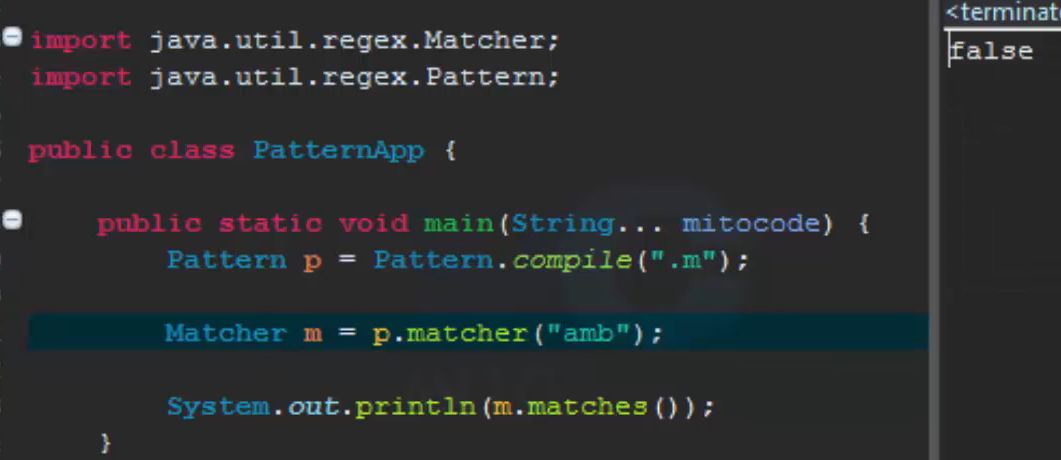 <terminat
import java.util.regex.Matcher;
false
import java.util.regex.Pattern;
public class PatternApp {
public static void main(String... mitocode) {
Pattern p = Pattern.compile(".m");
Matcher m = p.matcher("amb");
System.out.println(m.matches());
}